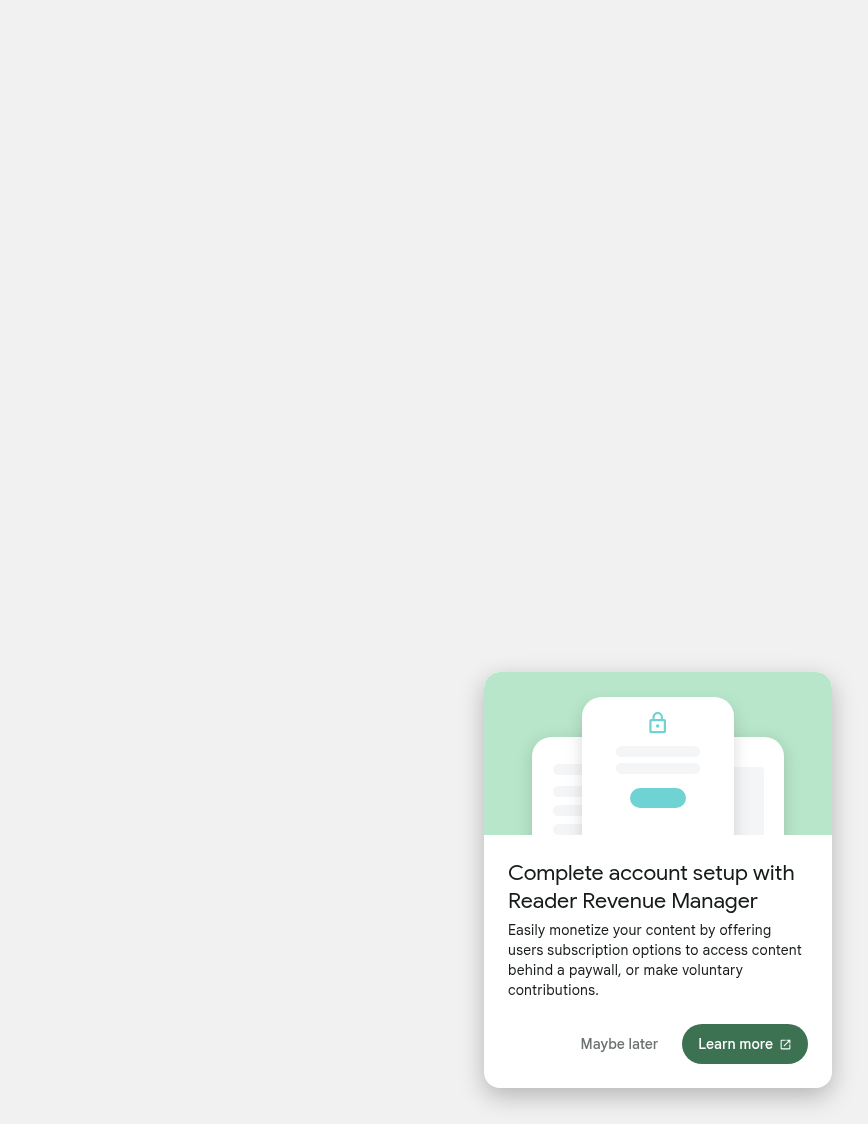 Complete account setup with
Reader Revenue Manager
Easily monetize your content by offering
users subscription options to access content
behind a paywall, or make voluntary
contributions.
Maybe later
Learn more